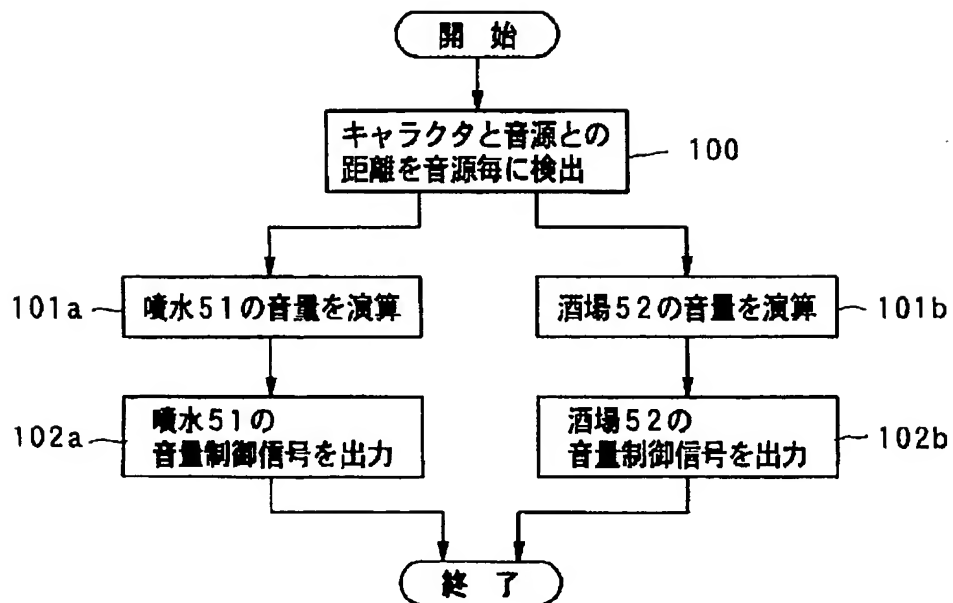 開 始
キャラクタと音源との
距離を音源毎に検出
100
101a
噴水51の音量を演算
酒場52の音量を演算
101b
102a
噴水51の
音量制御信号を出力
酒場52の
音量制御信号を出力
102b
終 了